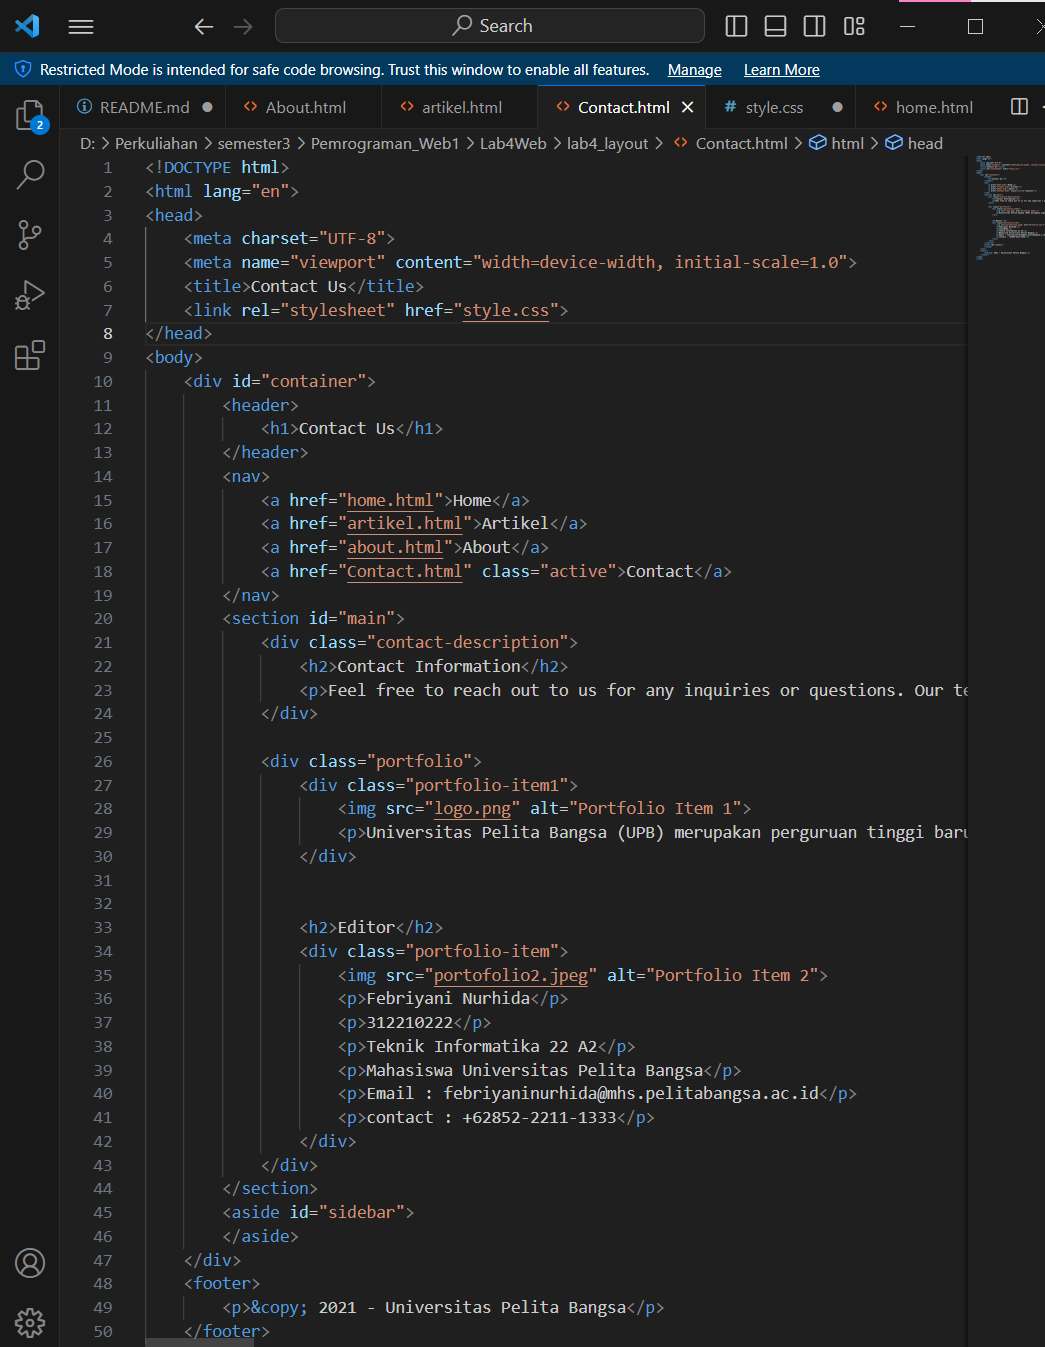 Search
Restricted Mode is intended for safe code browsing. Trust this window to enable all features. Manage Learn More
README.md About.html artikel.html Contact.html style.css home.html
D: > Perkuliahan > semester3 > Pemrograman_Web1 > Lab4Web > lab4_layout > Contact.html > html > head
1 <!DOCTYPE html>
2 <html lang="en">
3 <head>
4 <meta charset="UTF-8">
5 <meta name="viewport" content="width=device-width, initial-scale=1.0">
6 <title>Contact Us</title>
7 <link rel="stylesheet" href="style.css">
8 </head>
9 <body>
10 <div id="container">
11 <header>
12 <h1>Contact Us</h1>
13 </header>
14 <nav>
15 <a href="home.html">Home</a>
16 <a href="artikel.html">Artikel</a>
17 <a href="about.html">About</a>
18 <a href="Contact.html" class="active">Contact</a>
19 </nav>
20 <section id="main">
21 <div class="contact-description">
22 <h2>Contact Information</h2>
23 <p>Feel free to reach out to us for any inquiries or questions. Our te
24 </div>
25
26 <div class="portfolio">
27 <div class="portfolio-item1">
28 <img src="logo.png" alt="Portfolio Item 1">
29 <p>Universitas Pelita Bangsa (UPB) merupakan perguruan tinggi baru
30 </div>
31
32
33 <h2>Editor</h2>
34 <div class="portfolio-item">
35 <img src="portofolio2.jpeg" alt="Portfolio Item 2">
36 <p>Febriyani Nurhida</p>
37 <p>312210222</p>
38 <p>Teknik Informatika 22 A2</p>
39 <p>Mahasiswa Universitas Pelita Bangsa</p>
40 <p>Email : febriyaninurhida@mhs.pelitabangsa.ac.id</p>
41 <p>contact : +62852-2211-1333</p>
42 </div>
43 </div>
44 </section>
45 <aside id="sidebar">
46 </aside>
47 </div>
48 <footer>
49 <p>&copy; 2021 - Universitas Pelita Bangsa</p>
50 </footer>
2